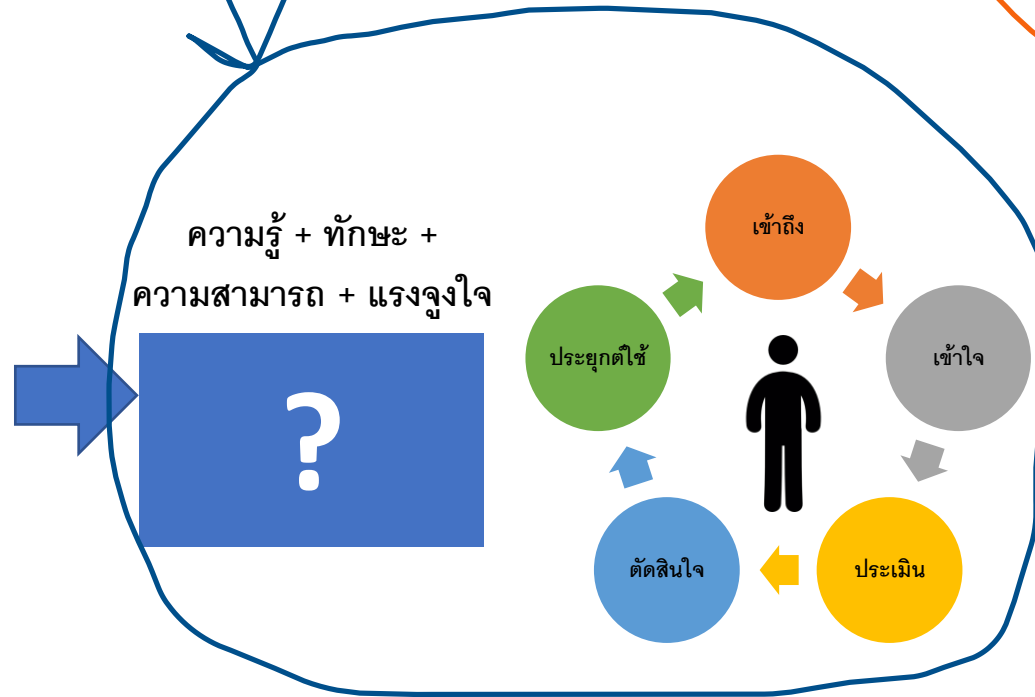 ความรู้ + ทักษะ +
ความสามารถ + แรงจูงใจ
?
เข้าถึง
เข้าใจ
ประเมิน
ตัดสินใจ
ประยุกต์ใช้